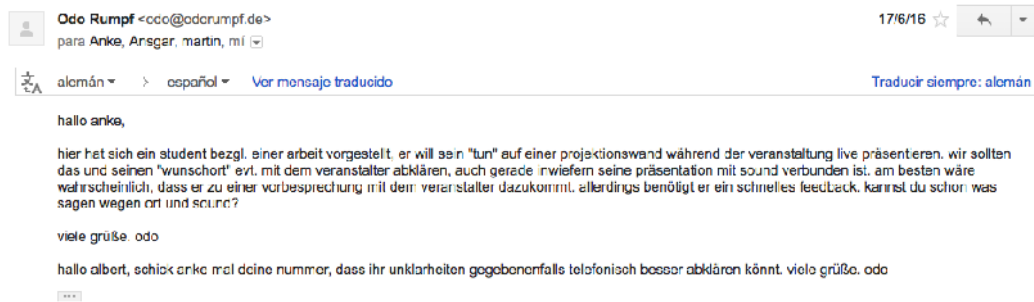 Odo Rumpf <odo@odorumpf.de>
17/6/16
para Anke, Ansgar, martin, mí
alemán > español Ver mensaje traducido
Traducir siempre: alemán
hallo anke,
hier hat sich ein student bezgl. einer arbeit vorgestellt, er will sein "tun" auf einer projektionswand während der veranstaltung live präsentieren. wir sollten
das und seinen "wunschort" evt. mit dem veranstalter abklären, auch gerade inwiefern seine präsentation mit sound verbunden ist. am besten wäre
wahrscheinlich, dass er zu einer vorbesprechung mit dem veranstalter dazukommt. allerdings benötigt er ein schnelles feedback. kannst du schon was
sagen wegen ort und sound?
viele grüße. odo
hallo albert, schick anke mal deine nummer, dass ihr unklarheiten gegebenenfalls telefonisch besser abklären könnt. viele grüße. odo